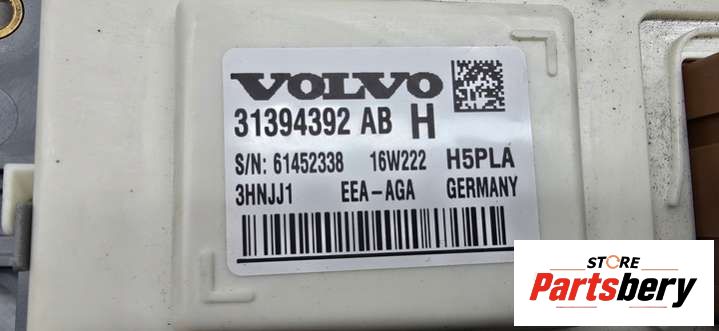 VOLVO
31394392 AB H
S/N: 61452338 16W222 H5PLA
3HNJJ1 EEA-AGA GERMANY
STORE
Partsbery